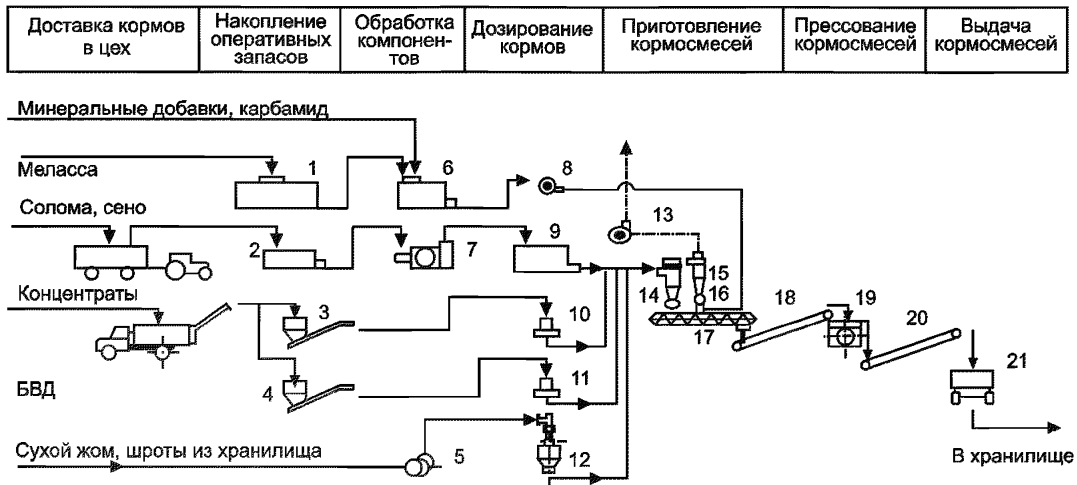 Доставка кормов
в цех
Накопление
оперативных
запасов
Обработка
компонен-
тов
Дозирование
кормов
Приготовление
кормосмесей
Прессование
кормосмесей
Выдача
кормосмесей
Минеральные добавки, карбамид
Меласса
1
6
8
Солома, сено
2
7
9
13
15
14
16
17
18
19
20
21
Концентраты
3
10
БВД
4
11
Сухой жом, шроты из хранилища
5
12
В хранилище